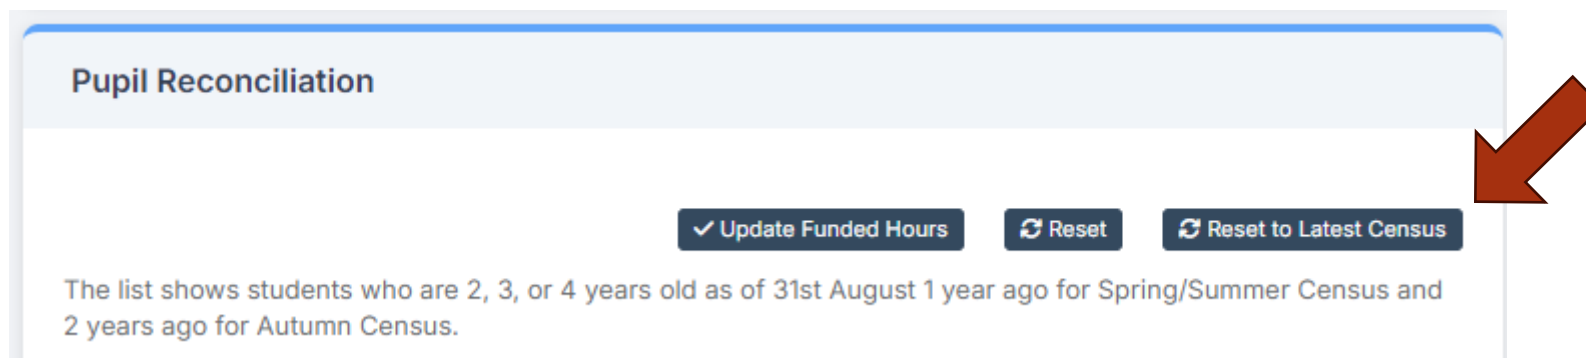 Pupil Reconciliation
Update Funded Hours
Reset
Reset to Latest Census
The list shows students who are 2, 3, or 4 years old as of 31st August 1 year ago for Spring/Summer Census and
2 years ago for Autumn Census.